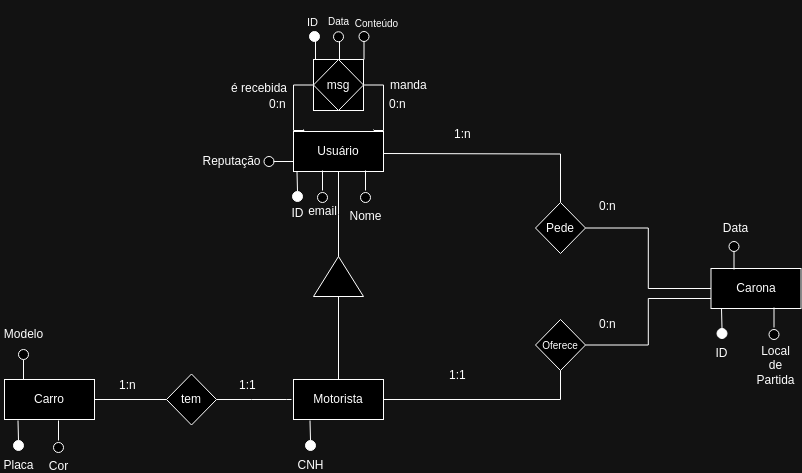 ID Data Conteúdo
é recebida msg manda
0:n 0:n
1:n
Usuário
Reputação
ID email Nome
0:n
Pede
Data
Carona
0:n
Oferece
ID Local
de
Partida
Modelo
1:n 1:1 1:1
Carro tem Motorista
Placa Cor CNH